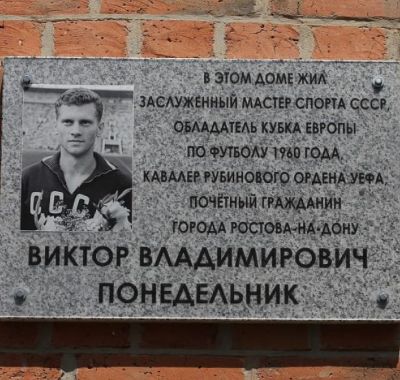 В ЭТОМ ДОМЕ ЖИЛ
ЗАСЛУЖЕННЫЙ МАСТЕР СПОРТА СССР,
ОБЛАДАТЕЛЬ КУБКА ЕВРОПЫ
ПО ФУТБОЛУ 1960 ГОДА,
КАВАЛЕР РУБИНОВОГО ОРДЕНА УЕФА,
ПОЧЁТНЫЙ ГРАЖДАНИН
ГОРОДА РОСТОВА-НА-ДОНУ
СССР
ВИКТОР ВЛАДИМИРОВИЧ
ПОНЕДЕЛЬНИК